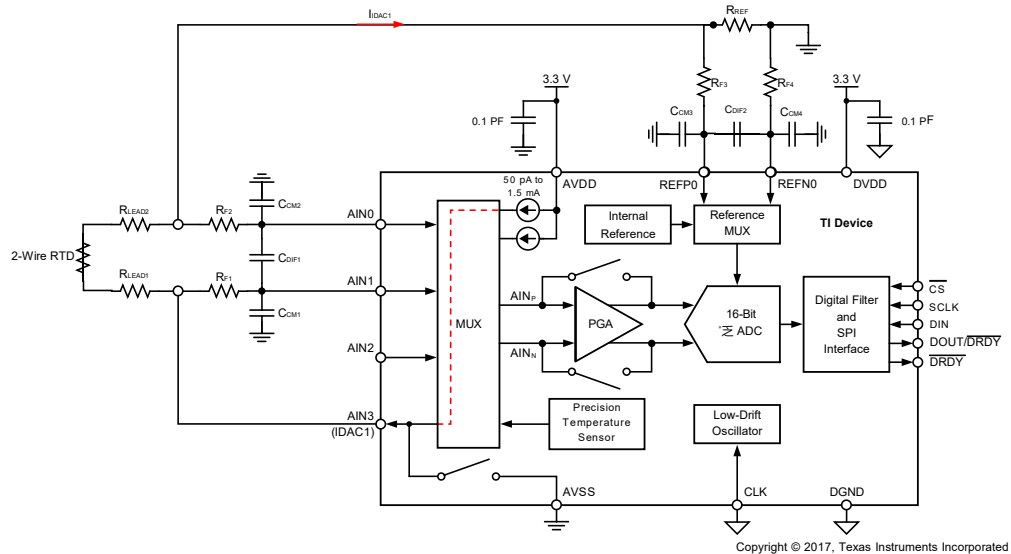 IIDAC1
RREF
RF3
RF4
3.3 V
3.3 V
0.1 PF
CCM3
CDIF2
CCM4
0.1 PF
50 pA to
1.5 mA
AVDD
REFP0
REFN0
DVDD
CCM2
RLEAD2
RF2
AIN0
Internal
Reference
Reference
MUX
TI Device
2-Wire RTD
CDIF1
RLEAD1
RF1
AIN1
CCM1
MUX
AINP
PGA
16-Bit
ADC
Digital Filter
and
SPI
Interface
CS
SCLK
DIN
DOUT/DRDY
DRDY
AIN2
AINN
AIN3
(IDAC1)
Precision
Temperature
Sensor
Low-Drift
Oscillator
AVSS
CLK
DGND
Copyright © 2017, Texas Instruments Incorporated